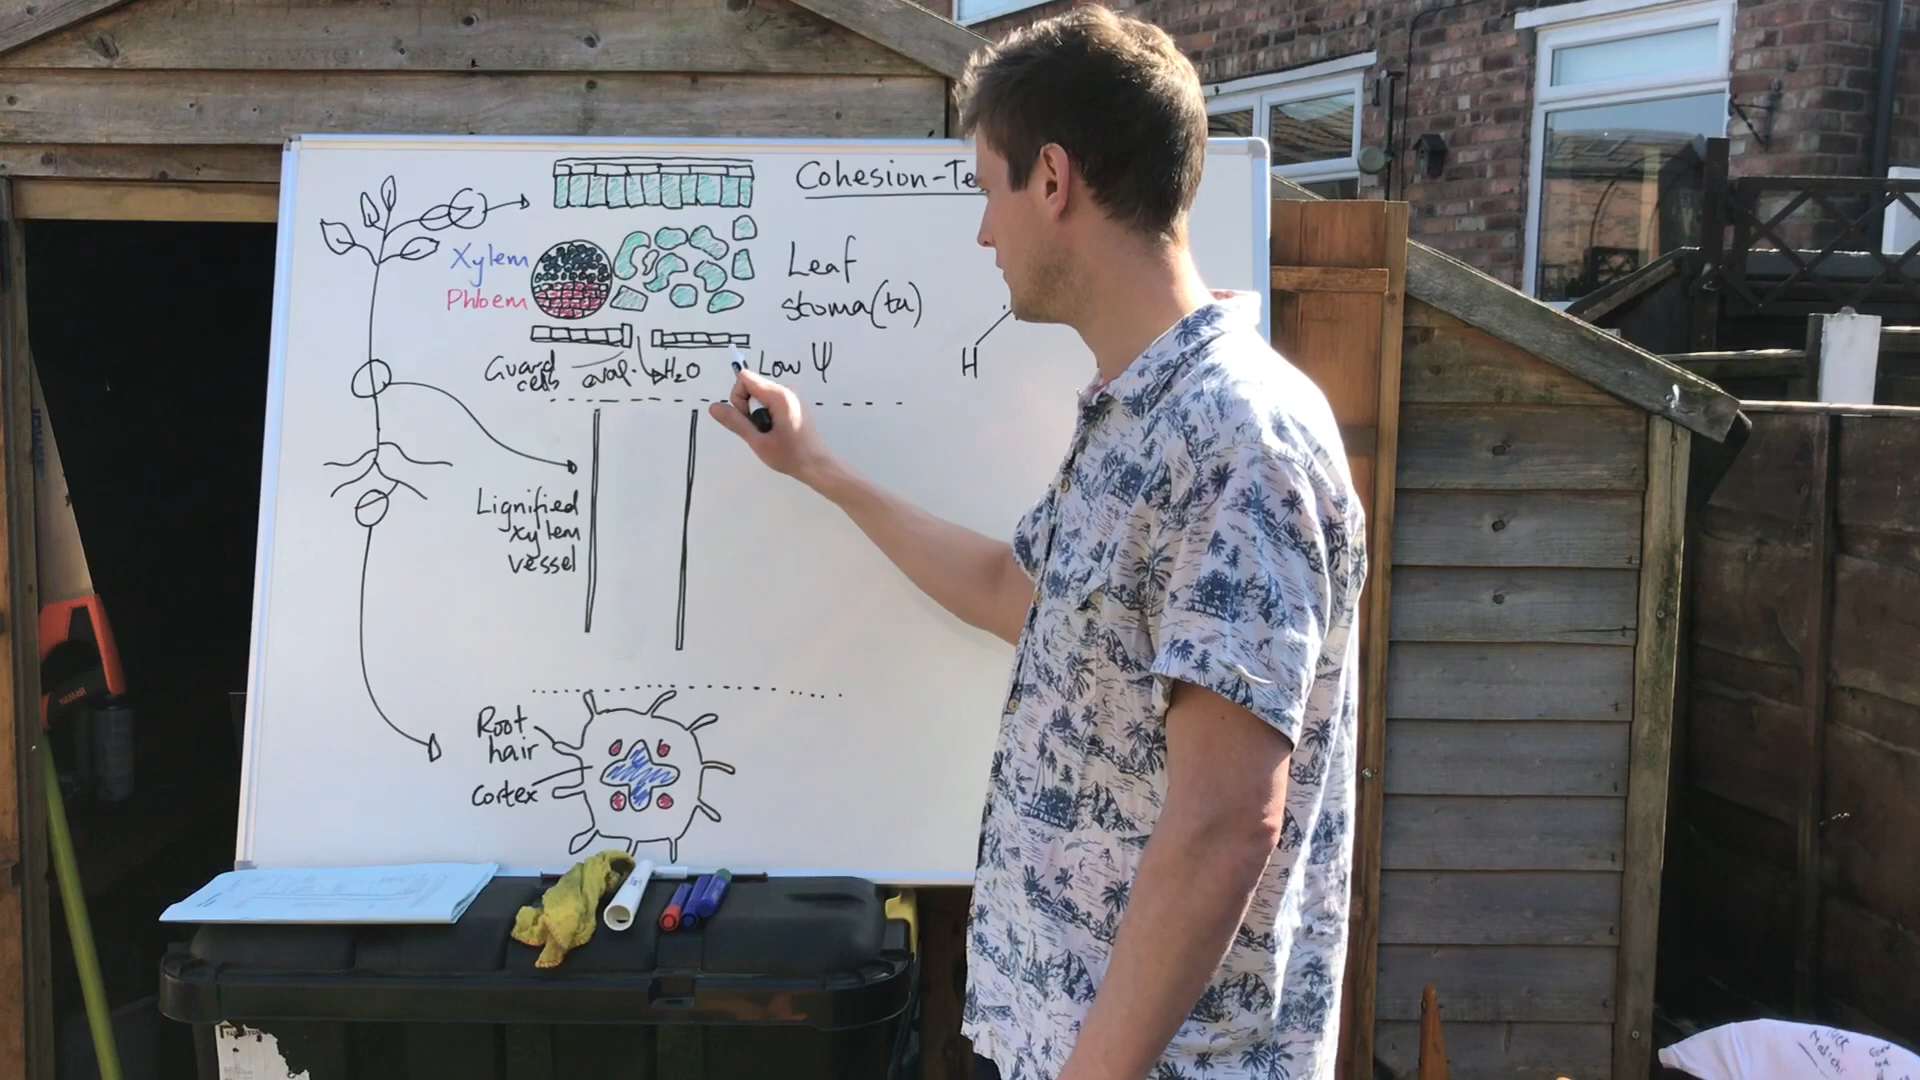 Cohesion-Te
Xylem
Phloem
Leaf
stoma(ta)
Guard
cells
evap.
H₂O
Low Ψ
H
Lignified
xylem
vessel
Root
hair
Cortex